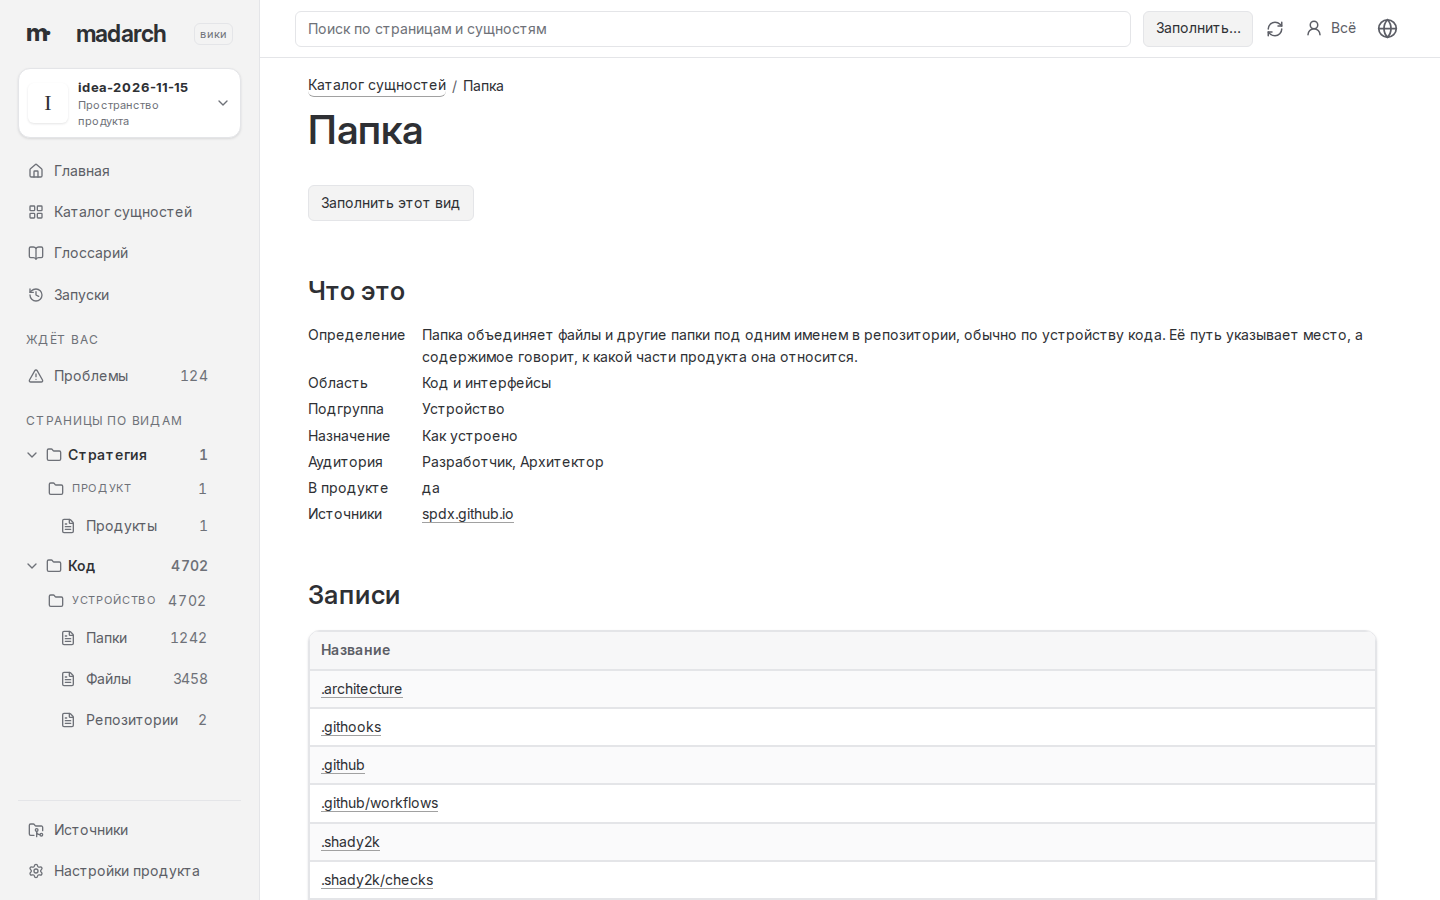 m
madarch
вики
I
idea-2026-11-15
Пространство
продукта
Главная
Каталог сущностей
Глоссарий
Запуски
ЖДЁТ ВАС
Проблемы 124
СТРАНИЦЫ ПО ВИДАМ
Стратегия 1
ПРОДУКТ 1
Продукты 1
Код 4702
УСТРОЙСТВО 4702
Папки 1242
Файлы 3458
Репозитории 2
Источники
Настройки продукта
Поиск по страницам и сущностям
Заполнить...
Всё
Каталог сущностей / Папка
Папка
Заполнить этот вид
Что это
Определение Папка объединяет файлы и другие папки под одним именем в репозитории, обычно по устройству кода. Её путь указывает место, а
содержимое говорит, к какой части продукта она относится.
Область Код и интерфейсы
Подгруппа Устройство
Назначение Как устроено
Аудитория Разработчик, Архитектор
В продукте да
Источники spdx.github.io
Записи
Название
.architecture
.githooks
.github
.github/workflows
.shady2k
.shady2k/checks